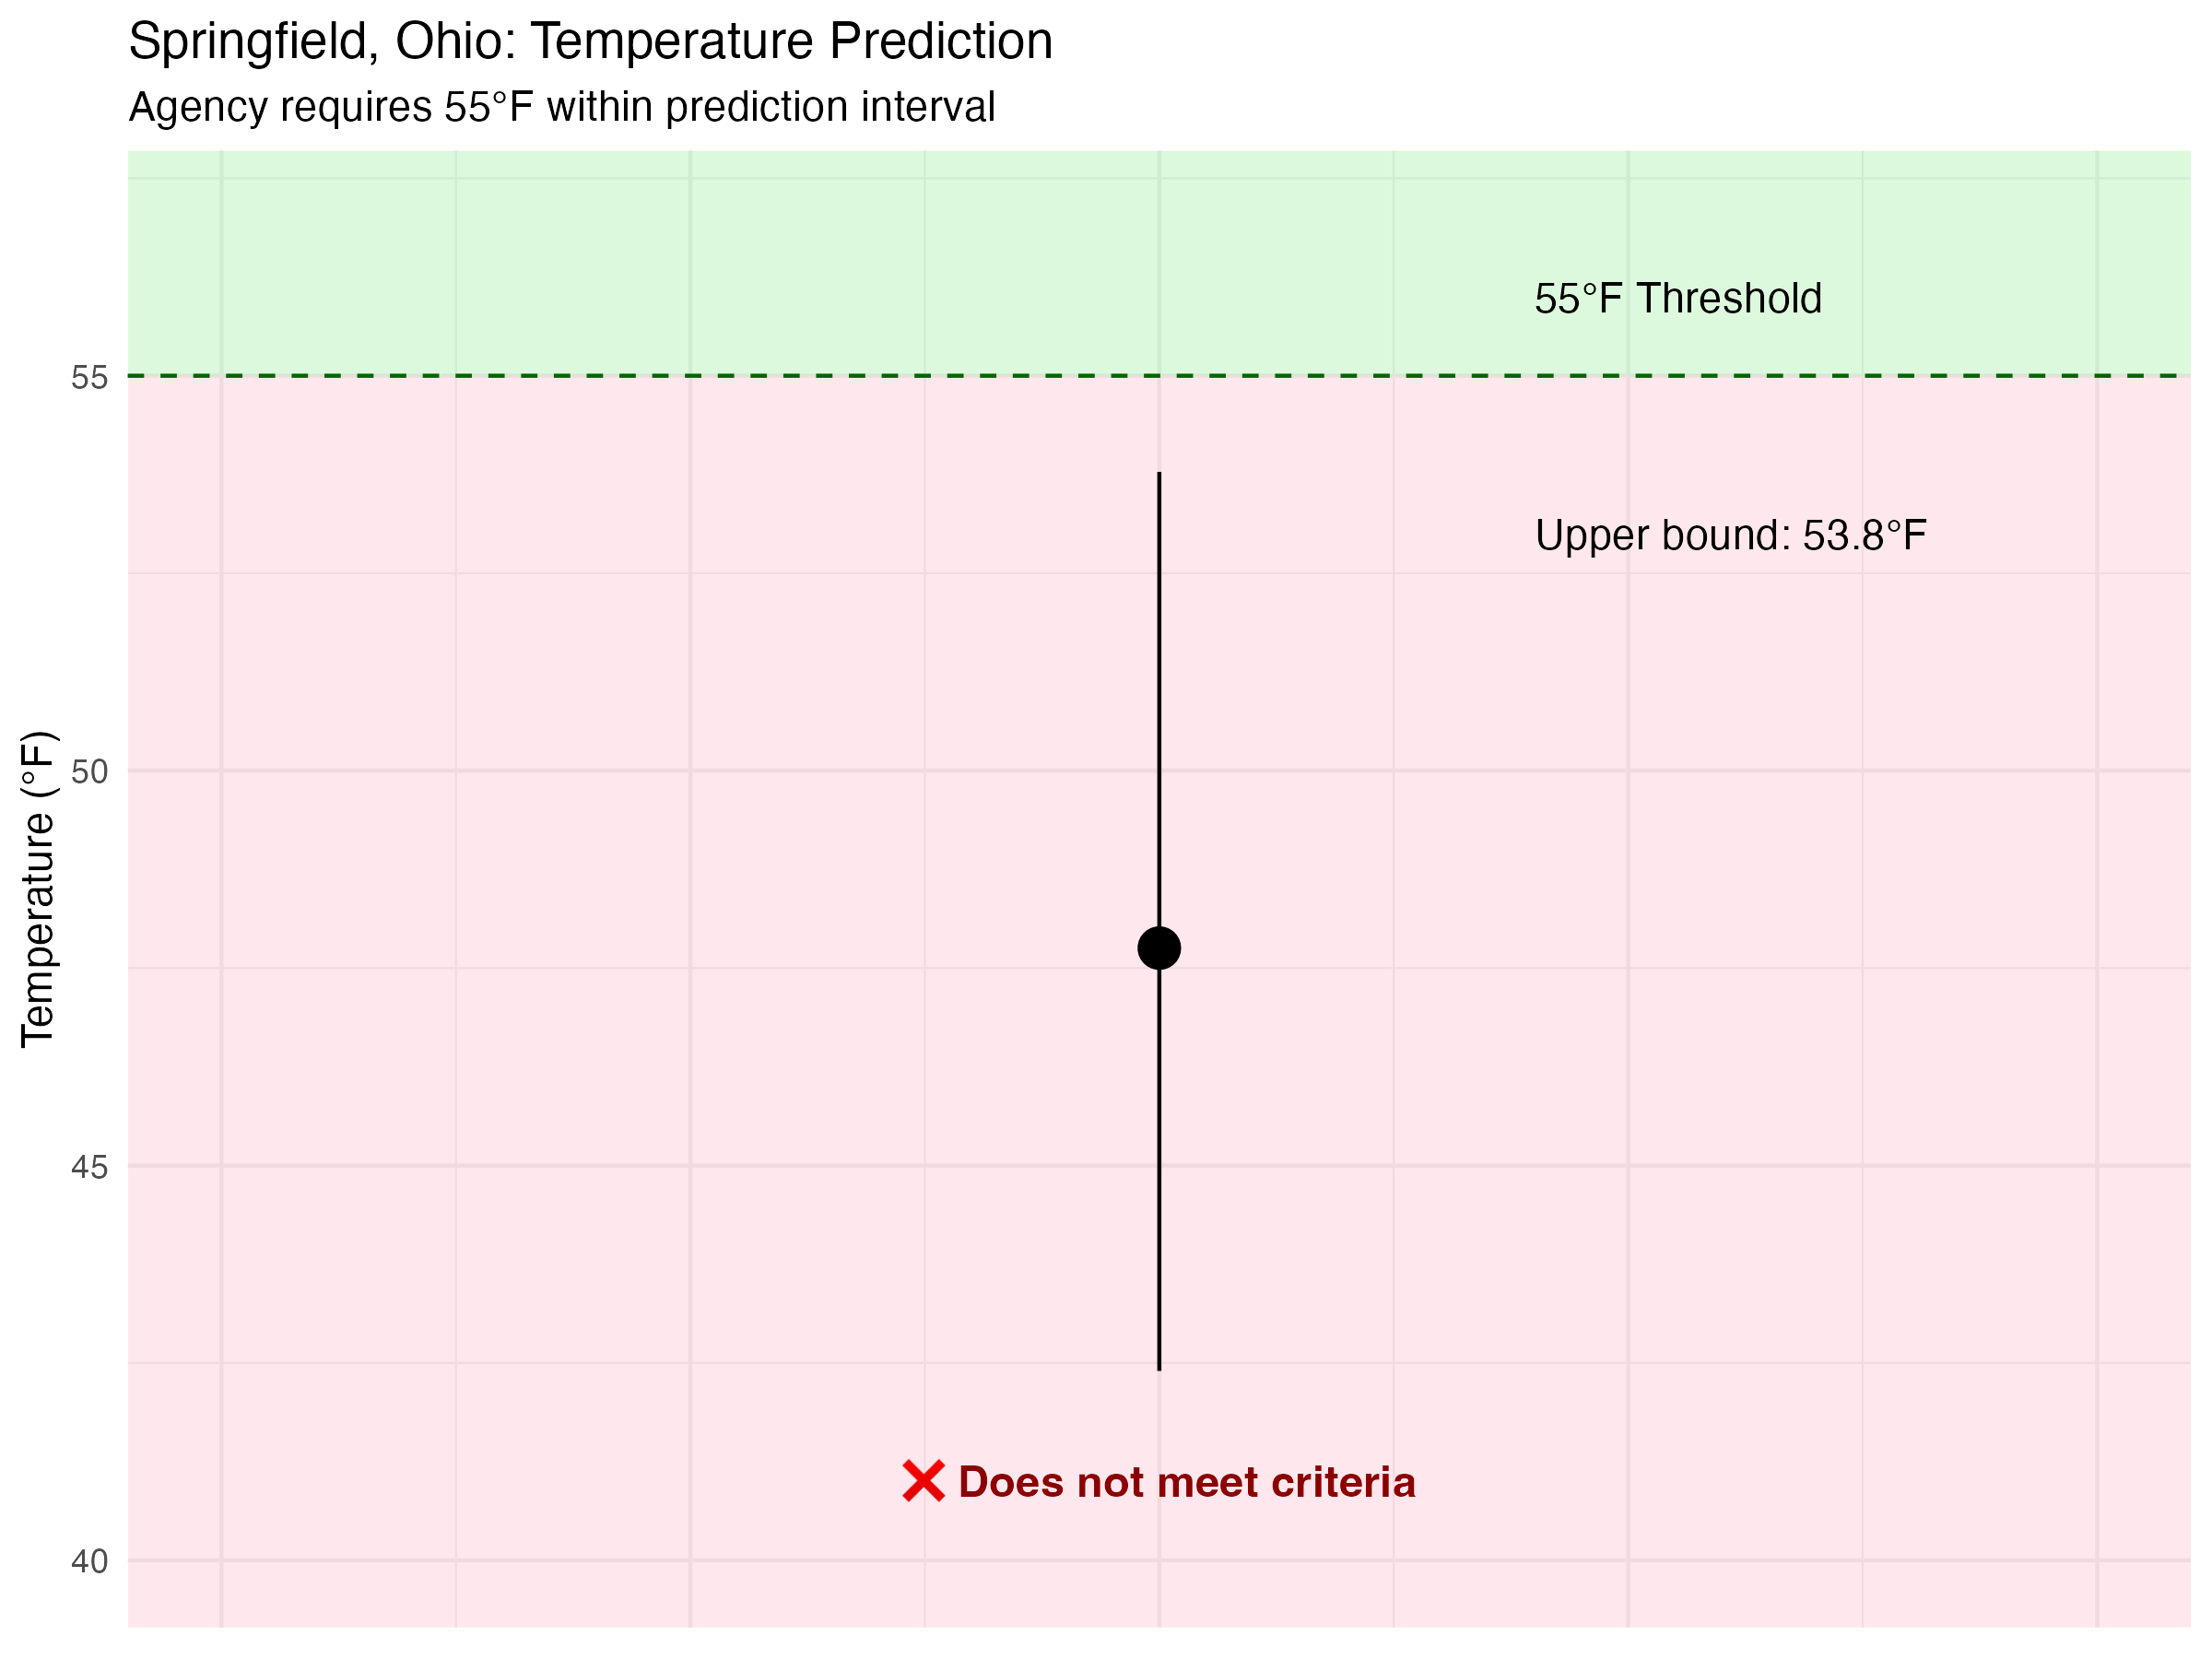 Springfield, Ohio: Temperature Prediction
Agency requires 55°F within prediction interval
55°F Threshold
55
Upper bound: 53.8°F
Temperature (°F)
50
45
❌ Does not meet criteria
40